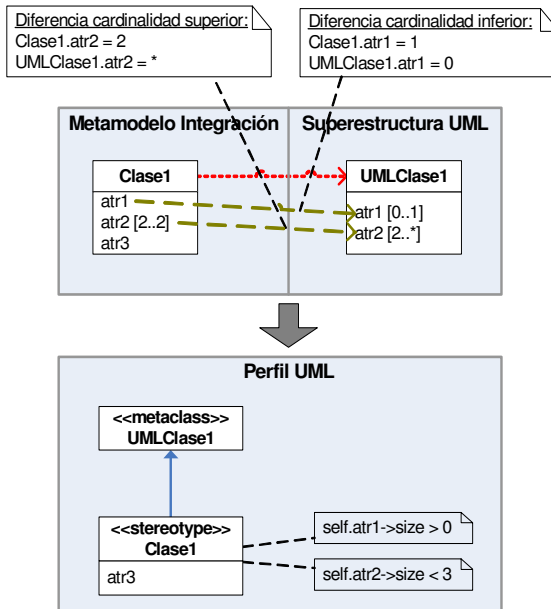 Diferencia cardinalidad superior:
Clase1.atr2 = 2
UMLClase1.atr2 = *
Diferencia cardinalidad inferior:
Clase1.atr1 = 1
UMLClase1.atr1 = 0
Metamodelo Integración
Superestructura UML
Clase1
atr1
atr2 [2..2]
atr3
UMLClase1
atr1 [0..1]
atr2 [2..*]
Perfil UML
<<metaclass>>
UMLClase1
<<stereotype>>
Clase1
atr3
self.atr1->size > 0
self.atr2->size < 3